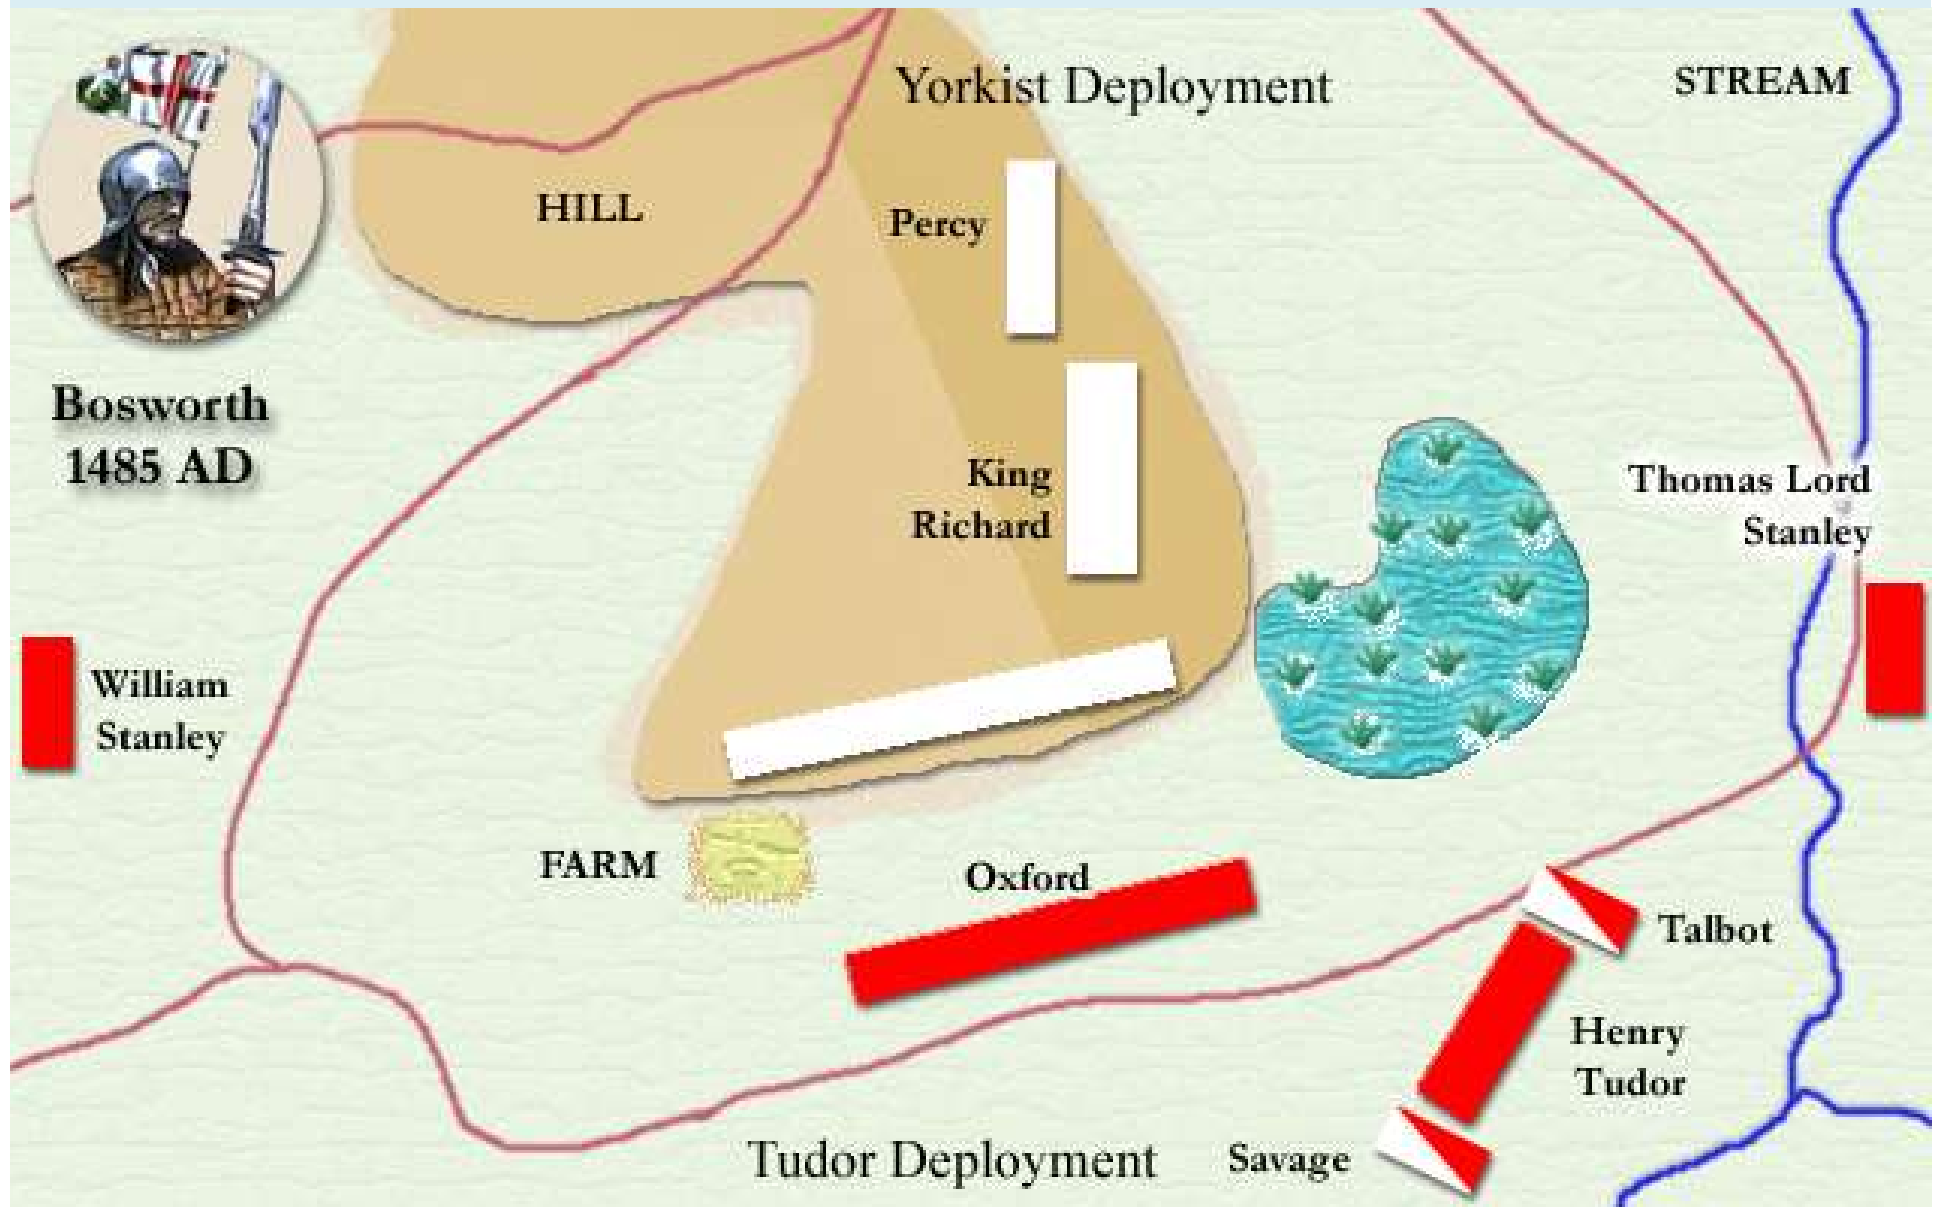 Yorkist Deployment
STREAM
HILL
Percy
Bosworth
1485 AD
King
Richard
Thomas Lord
Stanley
William
Stanley
FARM
Oxford
Talbot
Henry
Tudor
Tudor Deployment
Savage